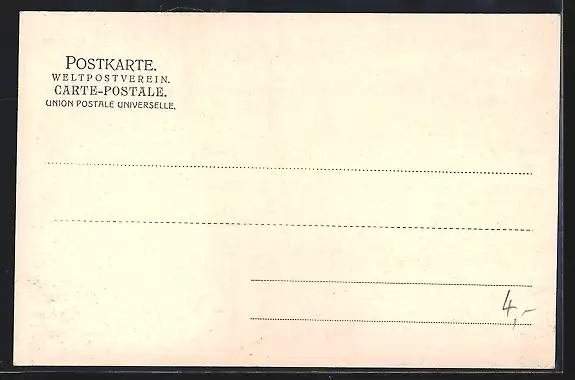 POSTKARTE.
WELTPOSTVEREIN.
CARTE-POSTALE.
UNION POSTALE UNIVERSELLE.
4,-